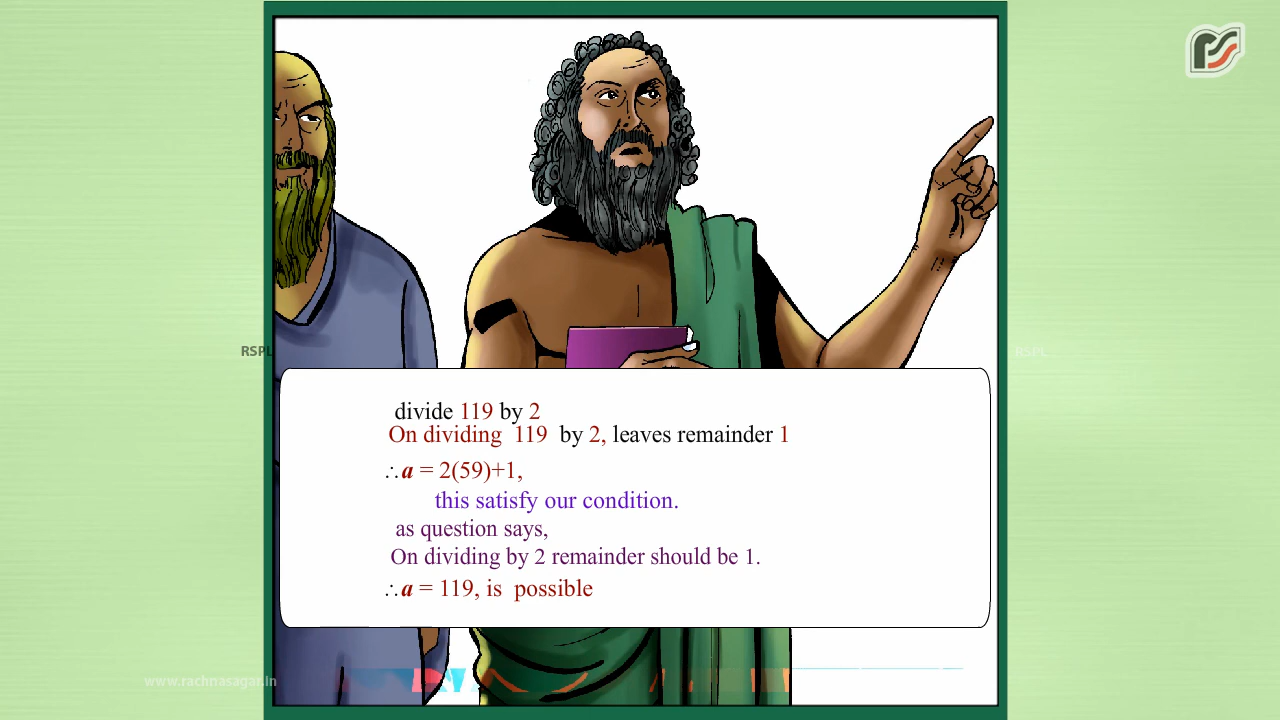 RSPL
RSPL
divide 119 by 2
On dividing 119 by 2, leaves remainder 1
∴a = 2(59)+1,
this satisfy our condition.
as question says,
On dividing by 2 remainder should be 1.
∴a = 119, is possible
www.rachnasagar.in